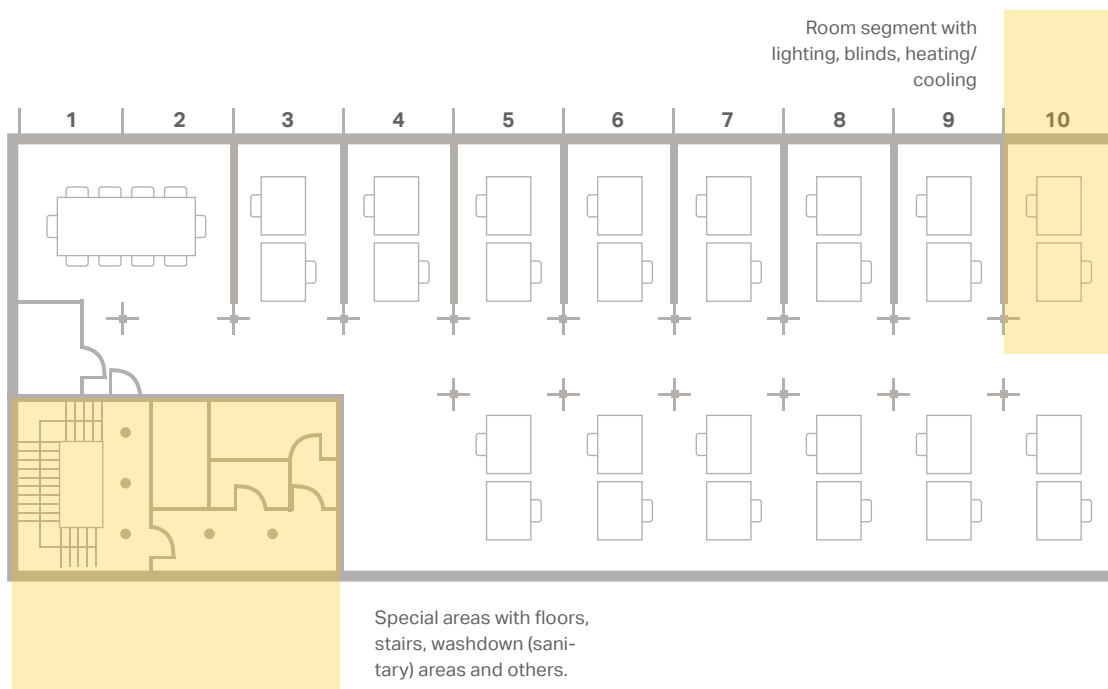 Room segment with
lighting, blinds, heating/
cooling
1 2 3 4 5 6 7 8 9 10
Special areas with floors,
stairs, washdown (sani-
tary) areas and others.